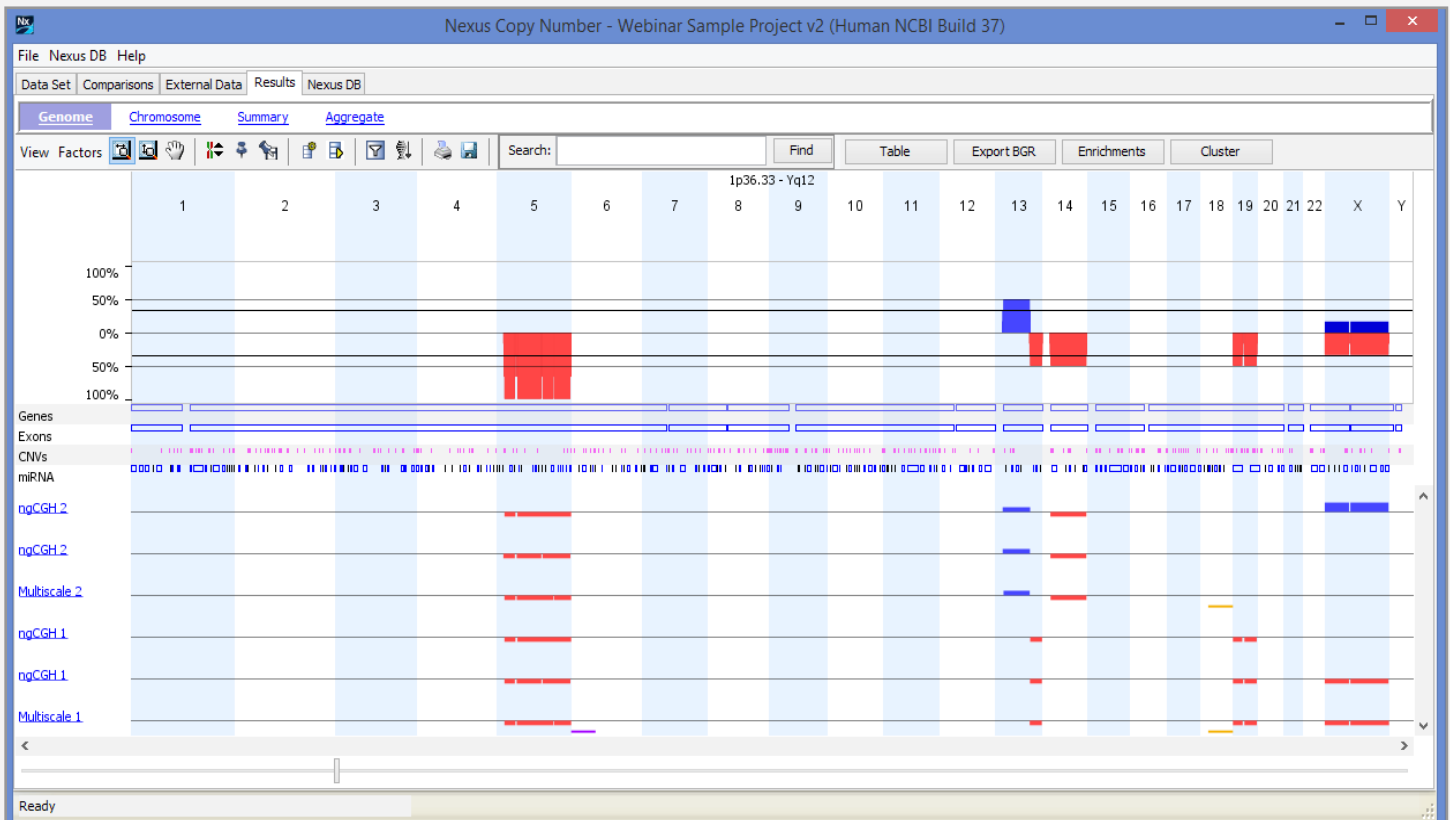 Nx
Nexus Copy Number - Webinar Sample Project v2 (Human NCBI Build 37)
File Nexus DB Help
Data Set Comparisons External Data Results Nexus DB
Genome Chromosome Summary Aggregate
View Factors Search: Find Table Export BGR Enrichments Cluster
1p36.33 - Yq12
1 2 3 4 5 6 7 8 9 10 11 12 13 14 15 16 17 18 19 20 21 22 X Y
100%
50%
0%
50%
100%
Genes
Exons
CNVs
miRNA
ngCGH 2
ngCGH 2
Multiscale 2
ngCGH 1
ngCGH 1
Multiscale 1
Ready